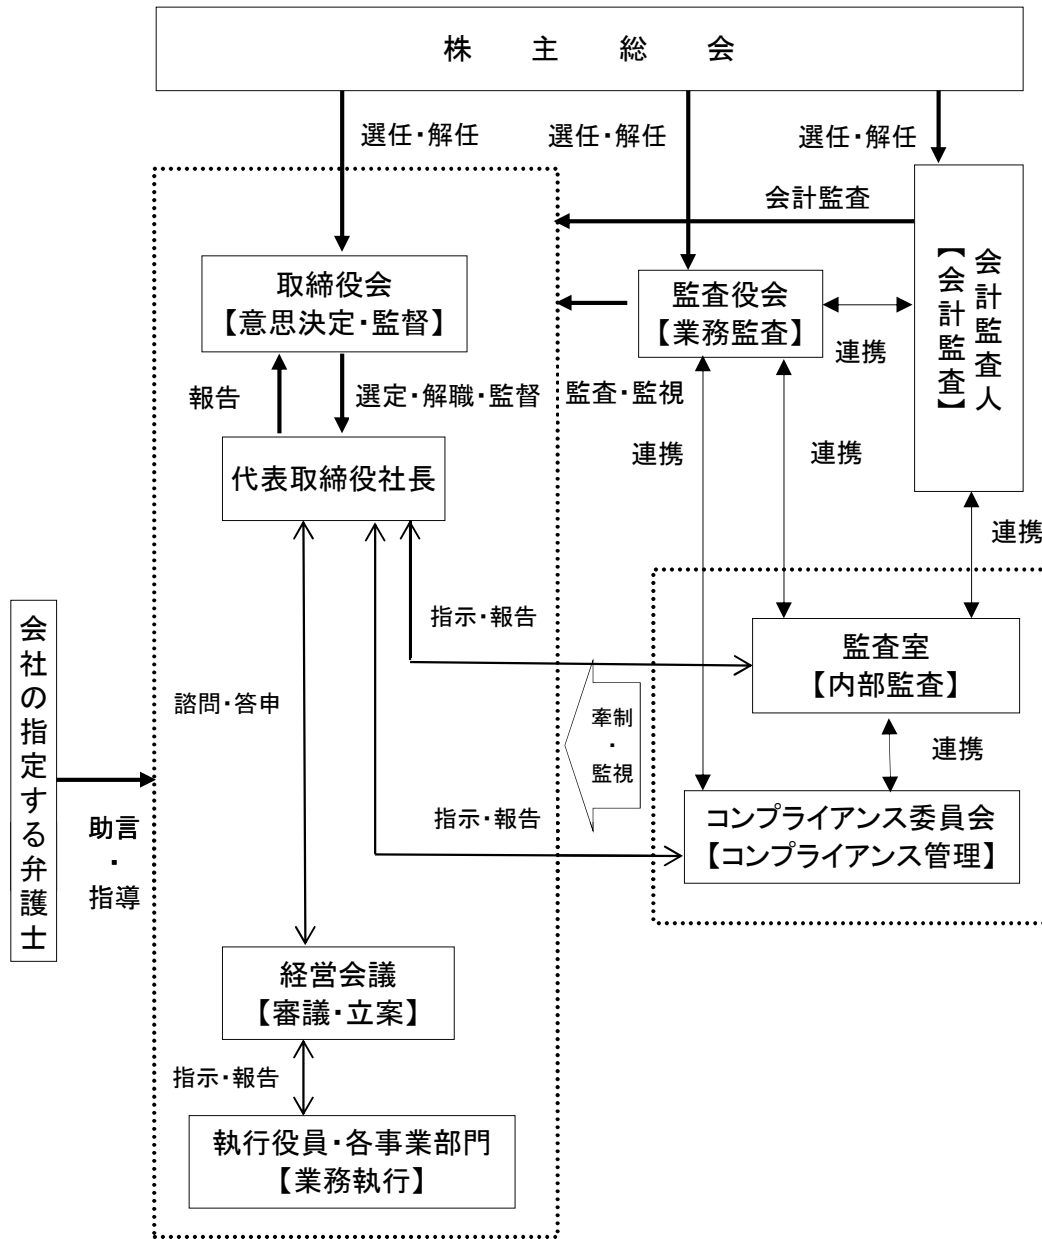 株主総会
選任・解任
選任・解任
選任・解任
会計監査
会計監査人
【会計監査】
取締役会
【意思決定・監督】
監査役会
【業務監査】
連携
報告
選定・解職・監督
監査・監視
連携
連携
代表取締役社長
連携
指示・報告
監査室
【内部監査】
会社の指定する弁護士
諮問・答申
牽制
・
監視
連携
助言
・
指導
指示・報告
コンプライアンス委員会
【コンプライアンス管理】
経営会議
【審議・立案】
指示・報告
執行役員・各事業部門
【業務執行】